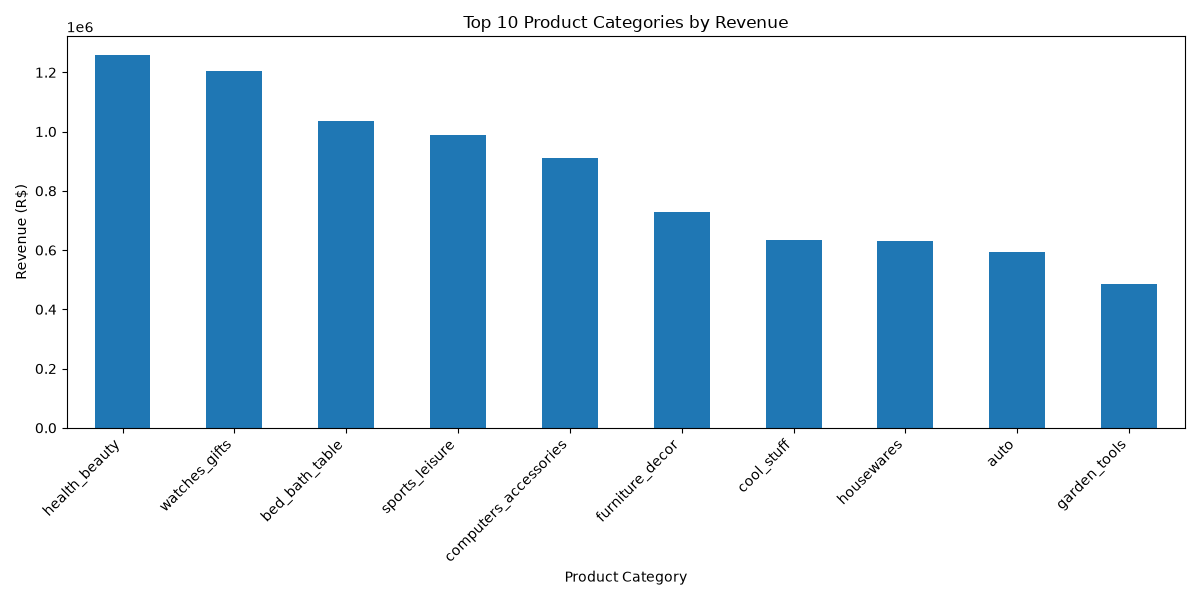 Top 10 Product Categories by Revenue
1e6
1.2
1.0
0.8
0.6
0.4
0.2
0.0
Revenue (R$)
health_beauty
watches_gifts
bed_bath_table
sports_leisure
computers_accessories
furniture_decor
cool_stuff
housewares
auto
garden_tools
Product Category